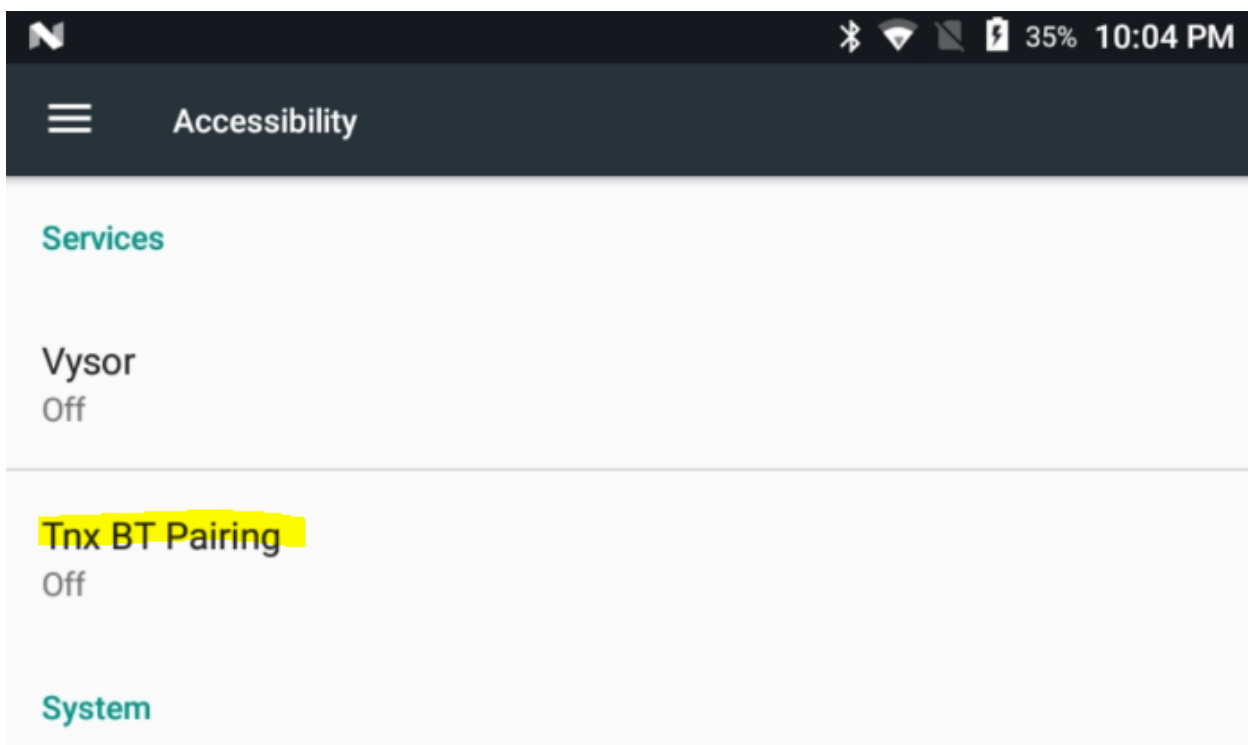 35% 10:04 PM
Accessibility
Services
Vysor
Off
Tnx BT Pairing
Off
System